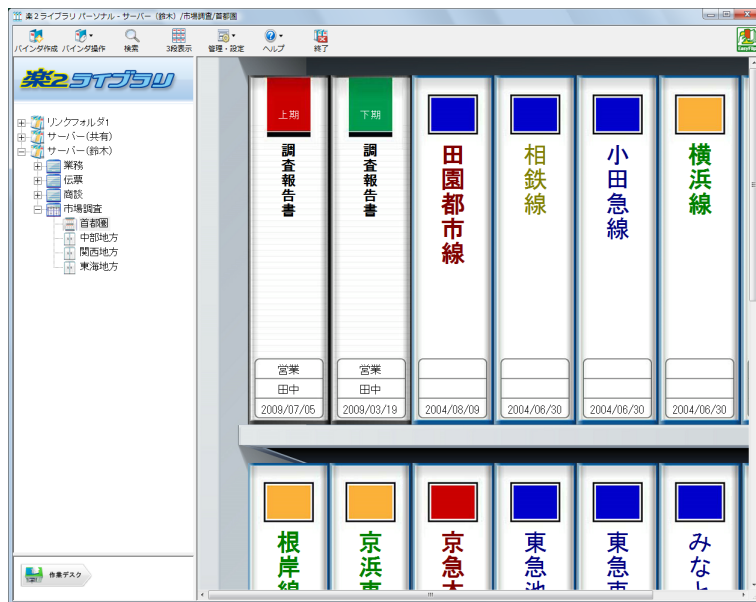 楽2ライブラリ パーソナル - サーバー (鈴木) /市場調査/首都圏
バインダ作成 バインダ操作 検索 3段表示 管理・設定 ヘルプ 終了
EasyFile
楽2ライブラリ
リンクフォルダ1
サーバー(共有)
サーバー(鈴木)
業務
伝票
商談
市場調査
首都圏
中部地方
関西地方
東海地方
作業デスク
上期
調査報告書
営業
田中
2009/07/05
下期
調査報告書
営業
田中
2009/03/19
田園都市線
2004/08/09
相鉄線
2004/06/30
小田急線
2004/06/30
横浜線
2004/06/30
根岸線
京浜東
京急本
東急池
東急東
みなと